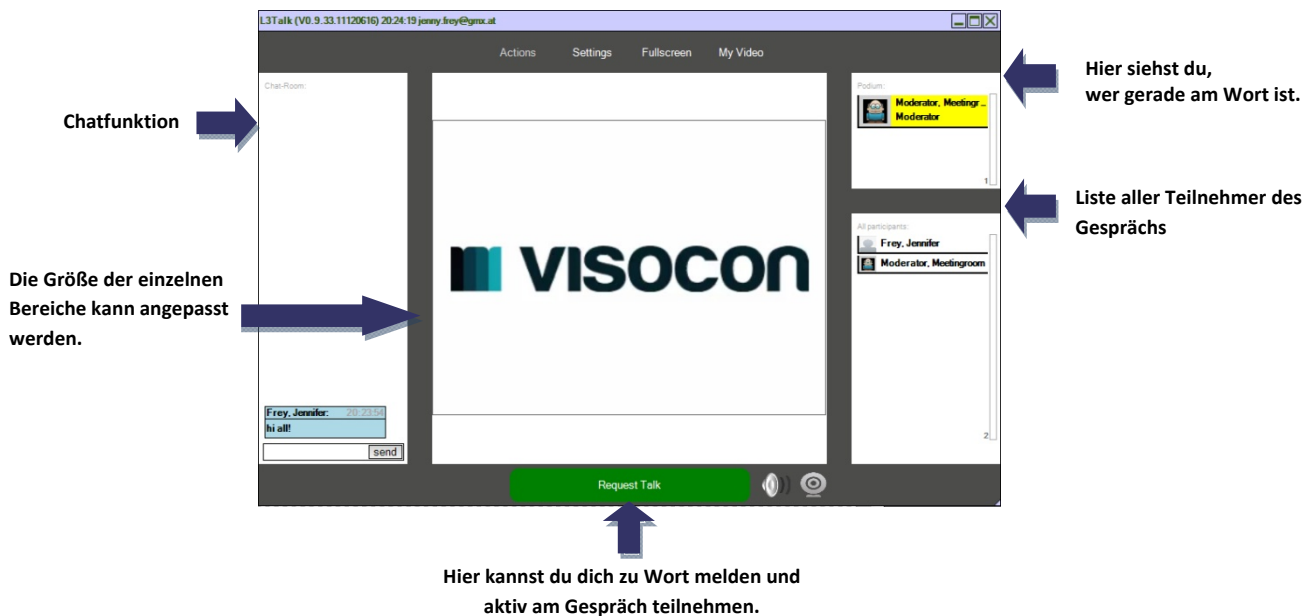 L3Talk (V0.9.33.11120616) 20:24:19 jenny.frey@gmx.at
Actions Settings Fullscreen My Video
Chatfunktion
Chat-Room:
Die Größe der einzelnen
Bereiche kann angepasst
werden.
Frey, Jennifer: 20:23:54
hi all!
send
VISOCON
Podium:
Moderator, Meetingr...
Moderator
1
Hier siehst du,
wer gerade am Wort ist.
Liste aller Teilnehmer des
Gesprächs
All participants:
Frey, Jennifer
Moderator, Meetingroom
2
Request Talk
Hier kannst du dich zu Wort melden und
aktiv am Gespräch teilnehmen.